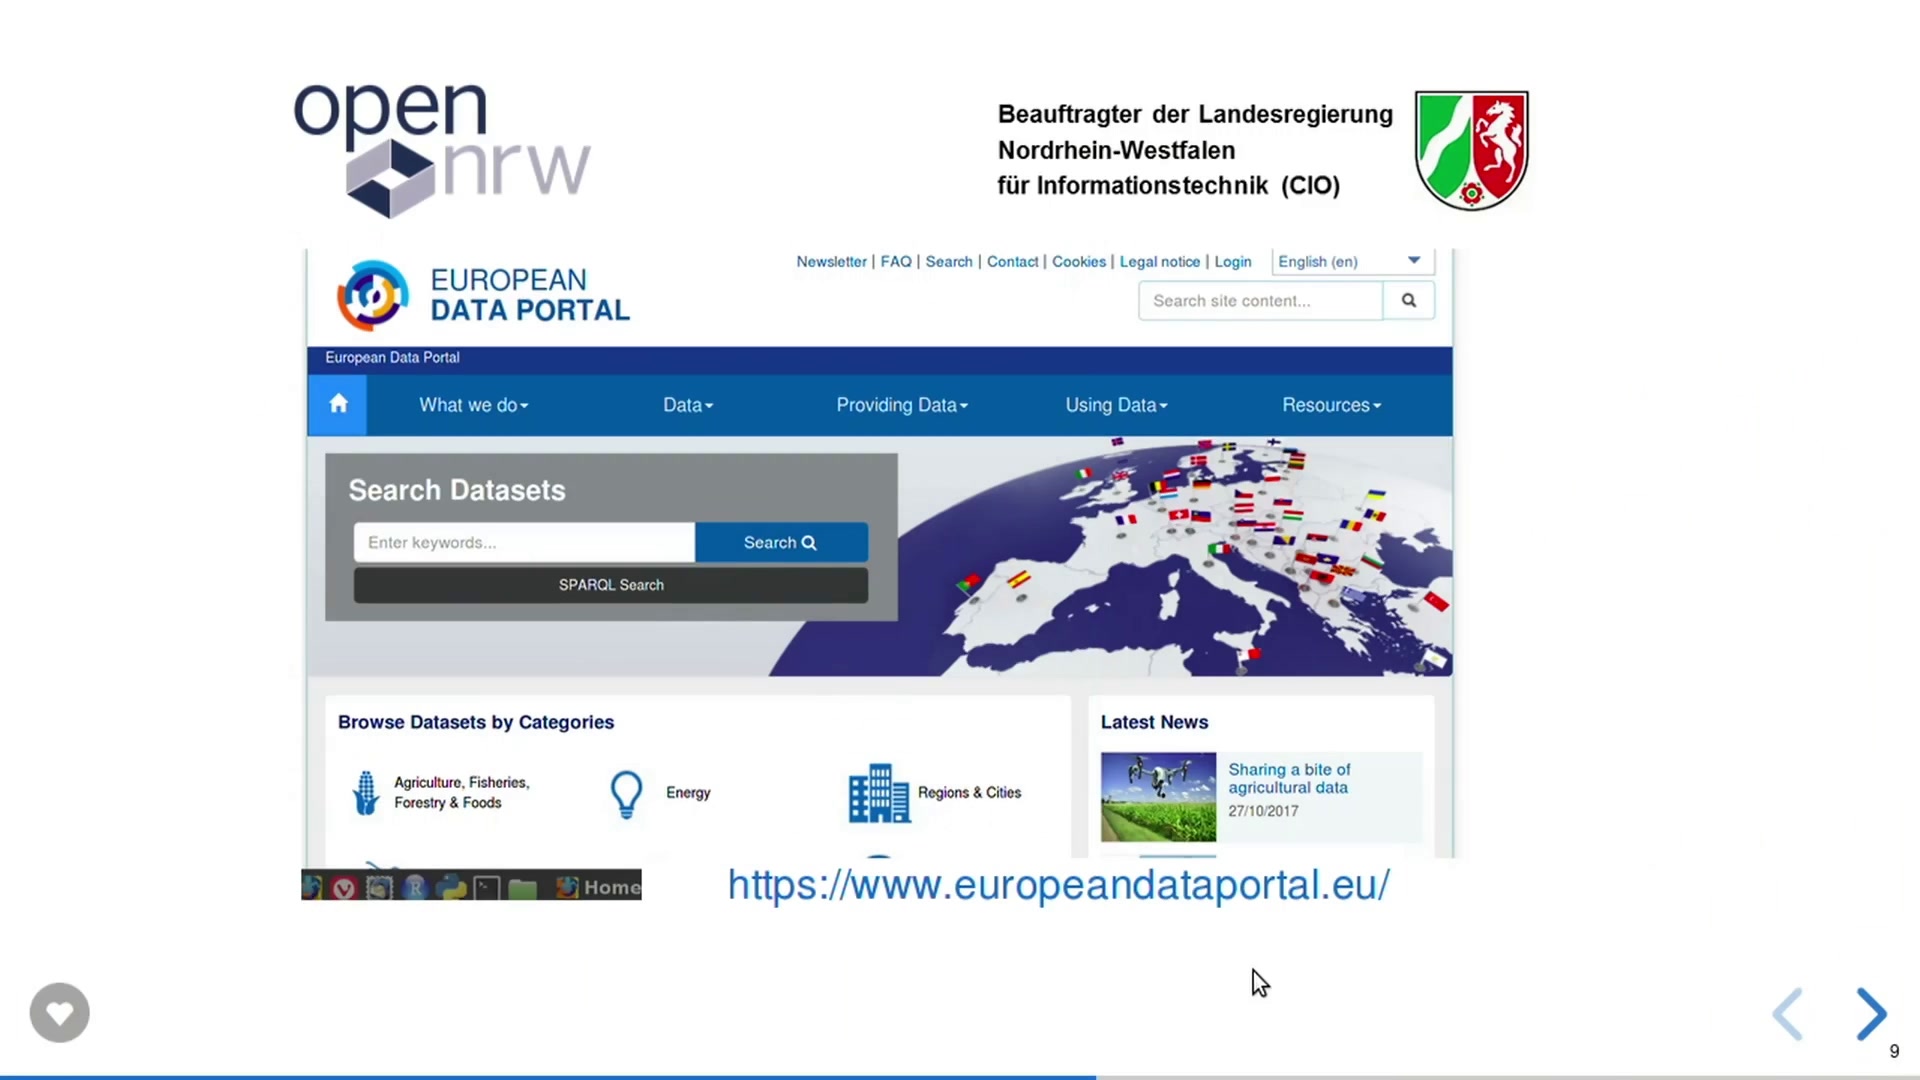 open
nrw
Beauftragter der Landesregierung
Nordrhein-Westfalen
für Informationstechnik (CIO)
EUROPEAN
DATA PORTAL
Newsletter | FAQ | Search | Contact | Cookies | Legal notice | Login
English (en)
Search site content...
European Data Portal
What we do
Data
Providing Data
Using Data
Resources
Search Datasets
Enter keywords...
Search
SPARQL Search
Browse Datasets by Categories
Agriculture, Fisheries,
Forestry & Foods
Energy
Regions & Cities
Latest News
Sharing a bite of
agricultural data
27/10/2017
Home
https://www.europeandataportal.eu/
9